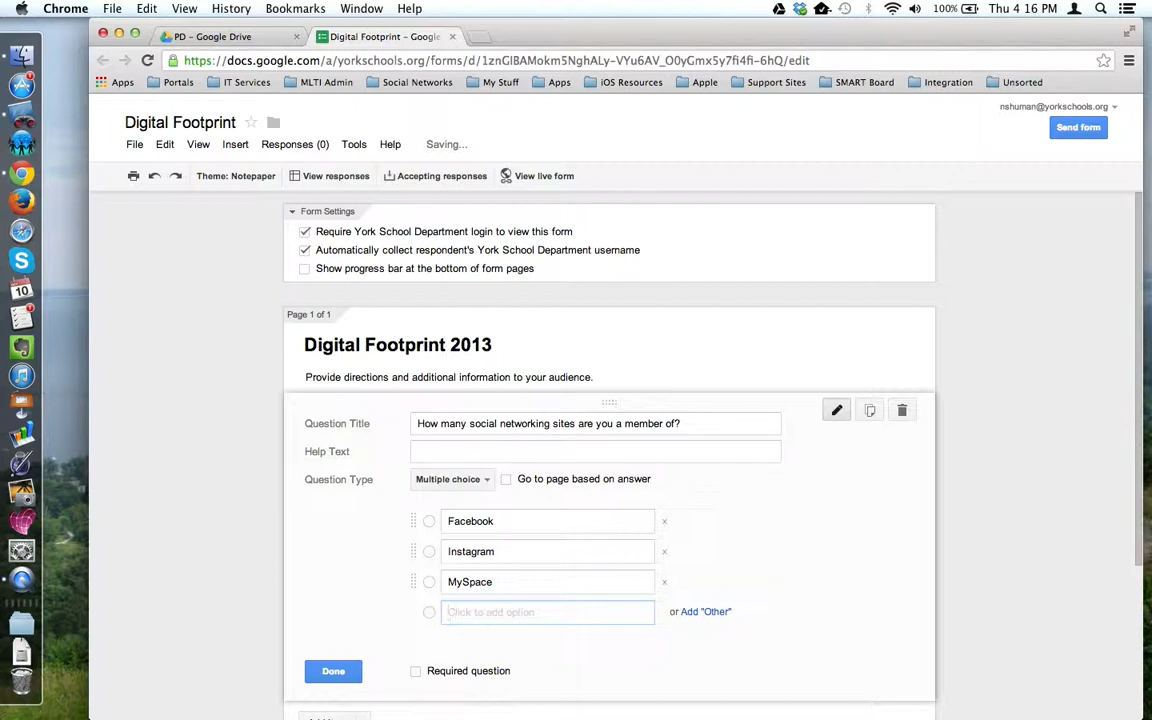 Chrome File Edit View History Bookmarks Window Help 100% Thu 4:16 PM
PD – Google Drive × Digital Footprint – Google ×
https://docs.google.com/a/yorkschools.org/forms/d/
Apps Portals IT Services MLTI Admin Social Networks My Stuff Apps iOS Resources Apple Support Sites SMART Board Integration Unsorted
nshuman@yorkschools.org
Digital Footprint
Send form
File Edit View Insert Responses (0) Tools Help Saving...
Theme: Notepaper View responses Accepting responses View live form
Form Settings
Require York School Department login to view this form
Automatically collect respondent's York School Department username
Show progress bar at the bottom of form pages
Page 1 of 1
Digital Footprint 2013
Provide directions and additional information to your audience.
Question Title How many social networking sites are you a member of?
Help Text
Question Type Multiple choice Go to page based on answer
Facebook ×
Instagram ×
MySpace ×
Click to add option or Add "Other"
Done Required question